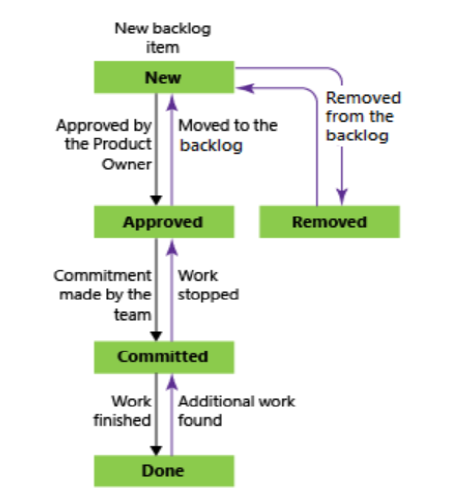 New backlog
item
New
Removed
from the
backlog
Approved by
the Product
Owner
Moved to the
backlog
Approved
Removed
Commitment
made by the
team
Work
stopped
Committed
Work
finished
Additional work
found
Done